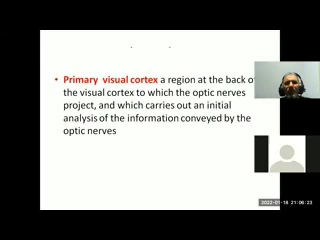 • Primary visual cortex a region at the back of
the visual cortex to which the optic nerves
project, and which carries out an initial
analysis of the information conveyed by the
optic nerves
2022-01-18 21:06:23